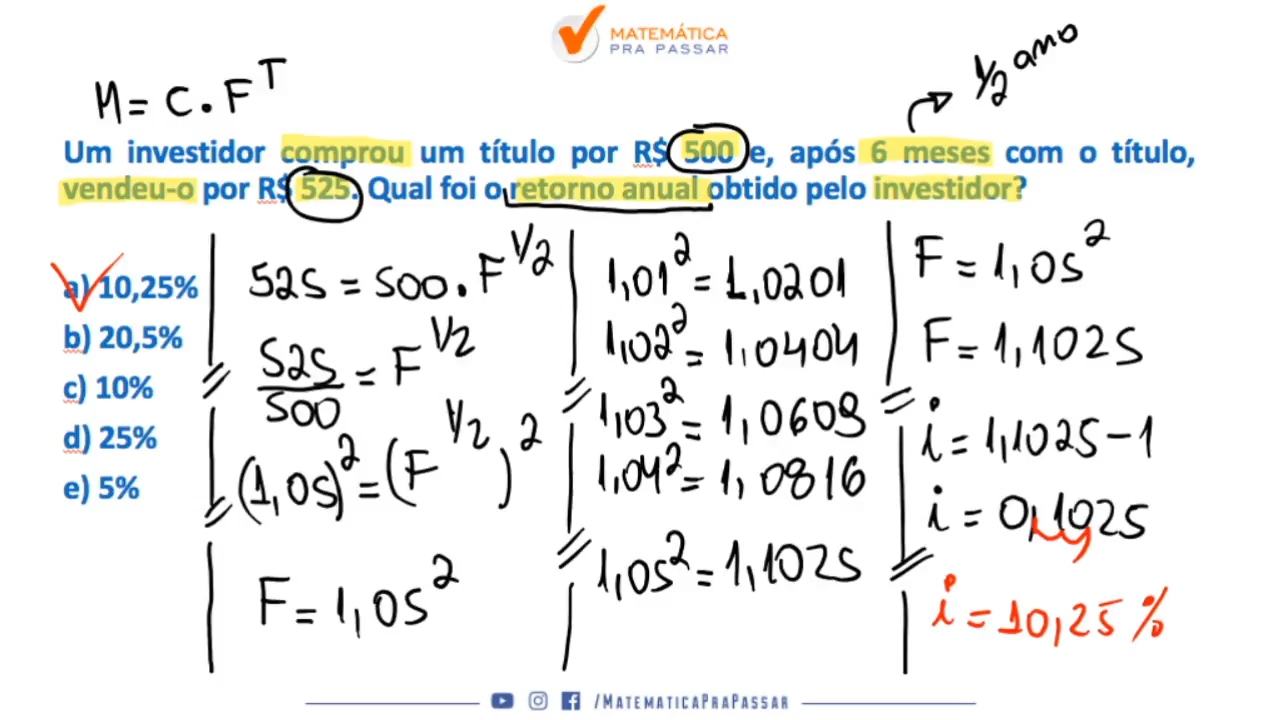 MATEMÁTICA
PRA PASSAR
M = C . F^T
1/2 ano
Um investidor comprou um título por R$ 500 e, após 6 meses com o título,
vendeu-o por R$ 525. Qual foi o retorno anual obtido pelo investidor?
a) 10,25%
b) 20,5%
c) 10%
d) 25%
e) 5%
525 = 500 . F^1/2
525/500 = F^1/2
(1,05)^2 = (F^1/2)^2
F = 1,05^2
1,01^2 = 1,0201
1,02^2 = 1,0404
1,03^2 = 1,0609
1,04^2 = 1,0816
1,05^2 = 1,1025
F = 1,05^2
F = 1,1025
i = 1,1025 - 1
i = 0,1025
i = 10,25%
/MATEMATICAPRAPASSAR